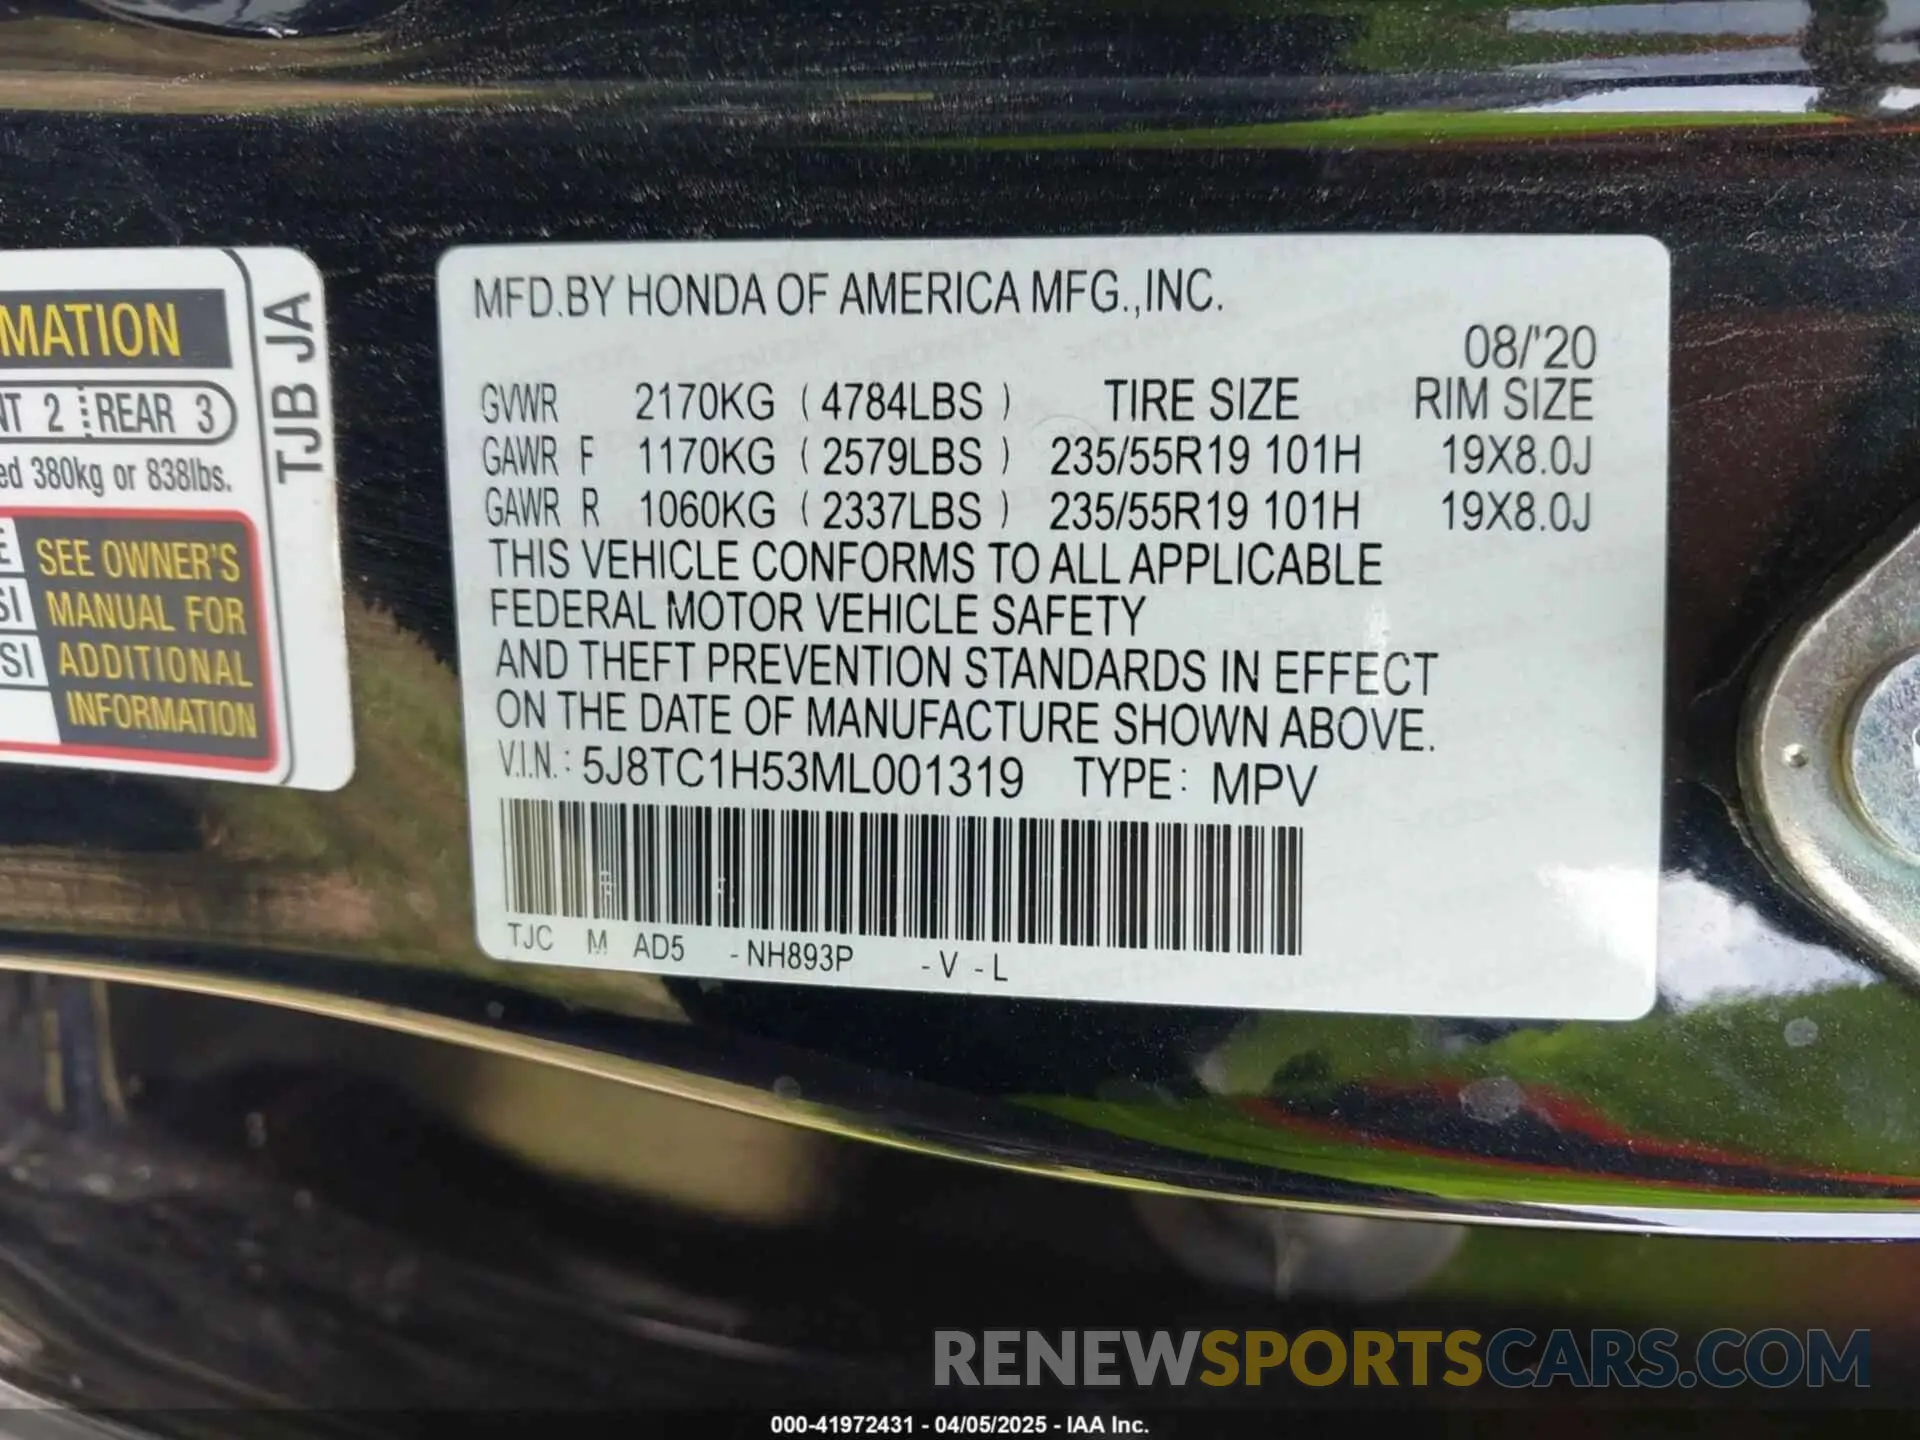 MATION
NT 2 REAR 3
ed 380kg or 838lbs.
E SEE OWNER'S
SI MANUAL FOR
SI ADDITIONAL
INFORMATION
TJB JA
MFD.BY HONDA OF AMERICA MFG.,INC.
08/'20
GVWR 2170KG ( 4784LBS ) TIRE SIZE RIM SIZE
GAWR F 1170KG ( 2579LBS ) 235/55R19 101H 19X8.0J
GAWR R 1060KG ( 2337LBS ) 235/55R19 101H 19X8.0J
THIS VEHICLE CONFORMS TO ALL APPLICABLE
FEDERAL MOTOR VEHICLE SAFETY
AND THEFT PREVENTION STANDARDS IN EFFECT
ON THE DATE OF MANUFACTURE SHOWN ABOVE.
V.I.N.: 5J8TC1H53ML001319 TYPE: MPV
TJC M AD5 -NH893P -V -L
RENEWSPORTSCARS.COM
000-41972431 - 04/05/2025 - IAA Inc.